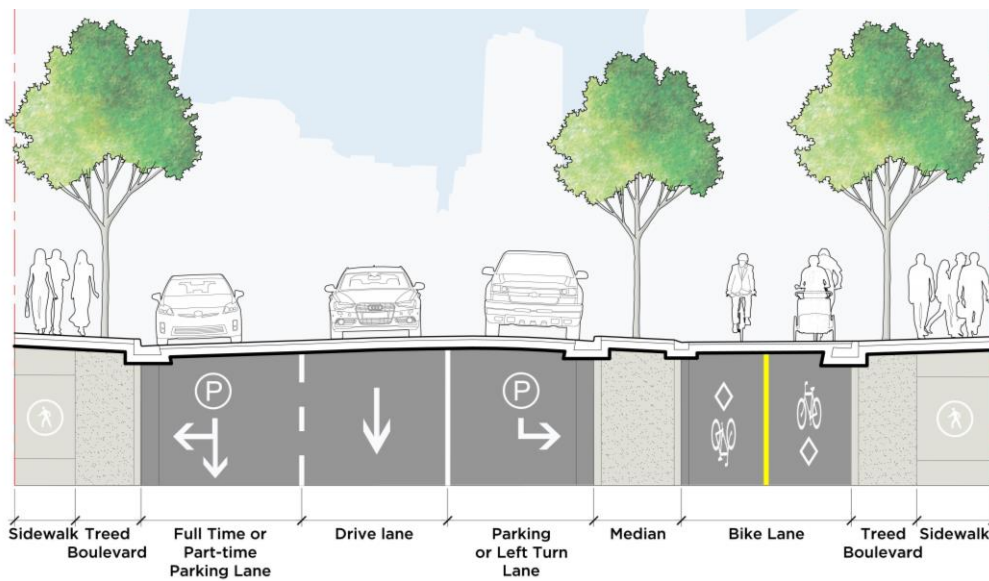 P
P
Sidewalk
Treed
Boulevard
Full Time or
Part-time
Parking Lane
Drive lane
Parking
or Left Turn
Lane
Median
Bike Lane
Treed
Boulevard
Sidewalk